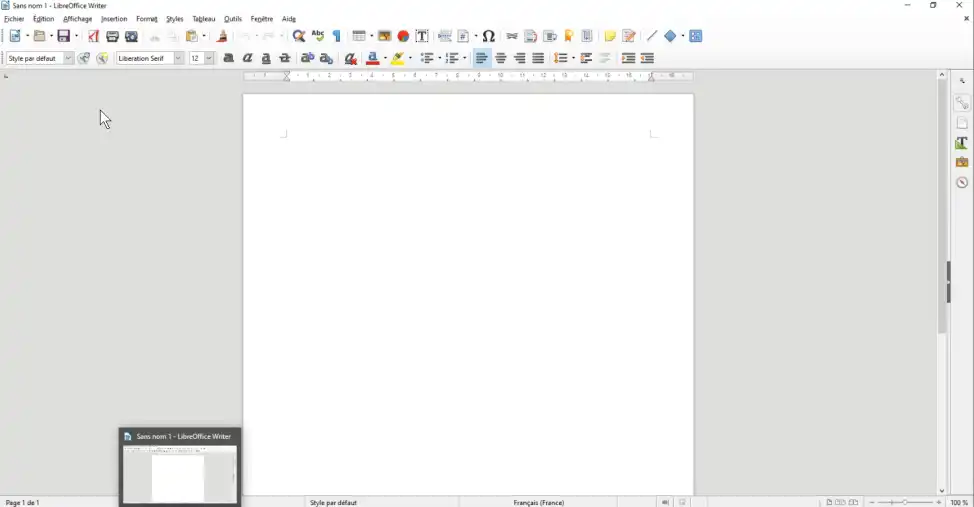 Sans nom 1 - LibreOffice Writer
Fichier Édition Affichage Insertion Format Styles Tableau Outils Fenêtre Aide
Style par défaut Liberation Serif 12
Sans nom 1 - LibreOffice Writer
Page 1 de 1 Style par défaut Français (France) 100 %